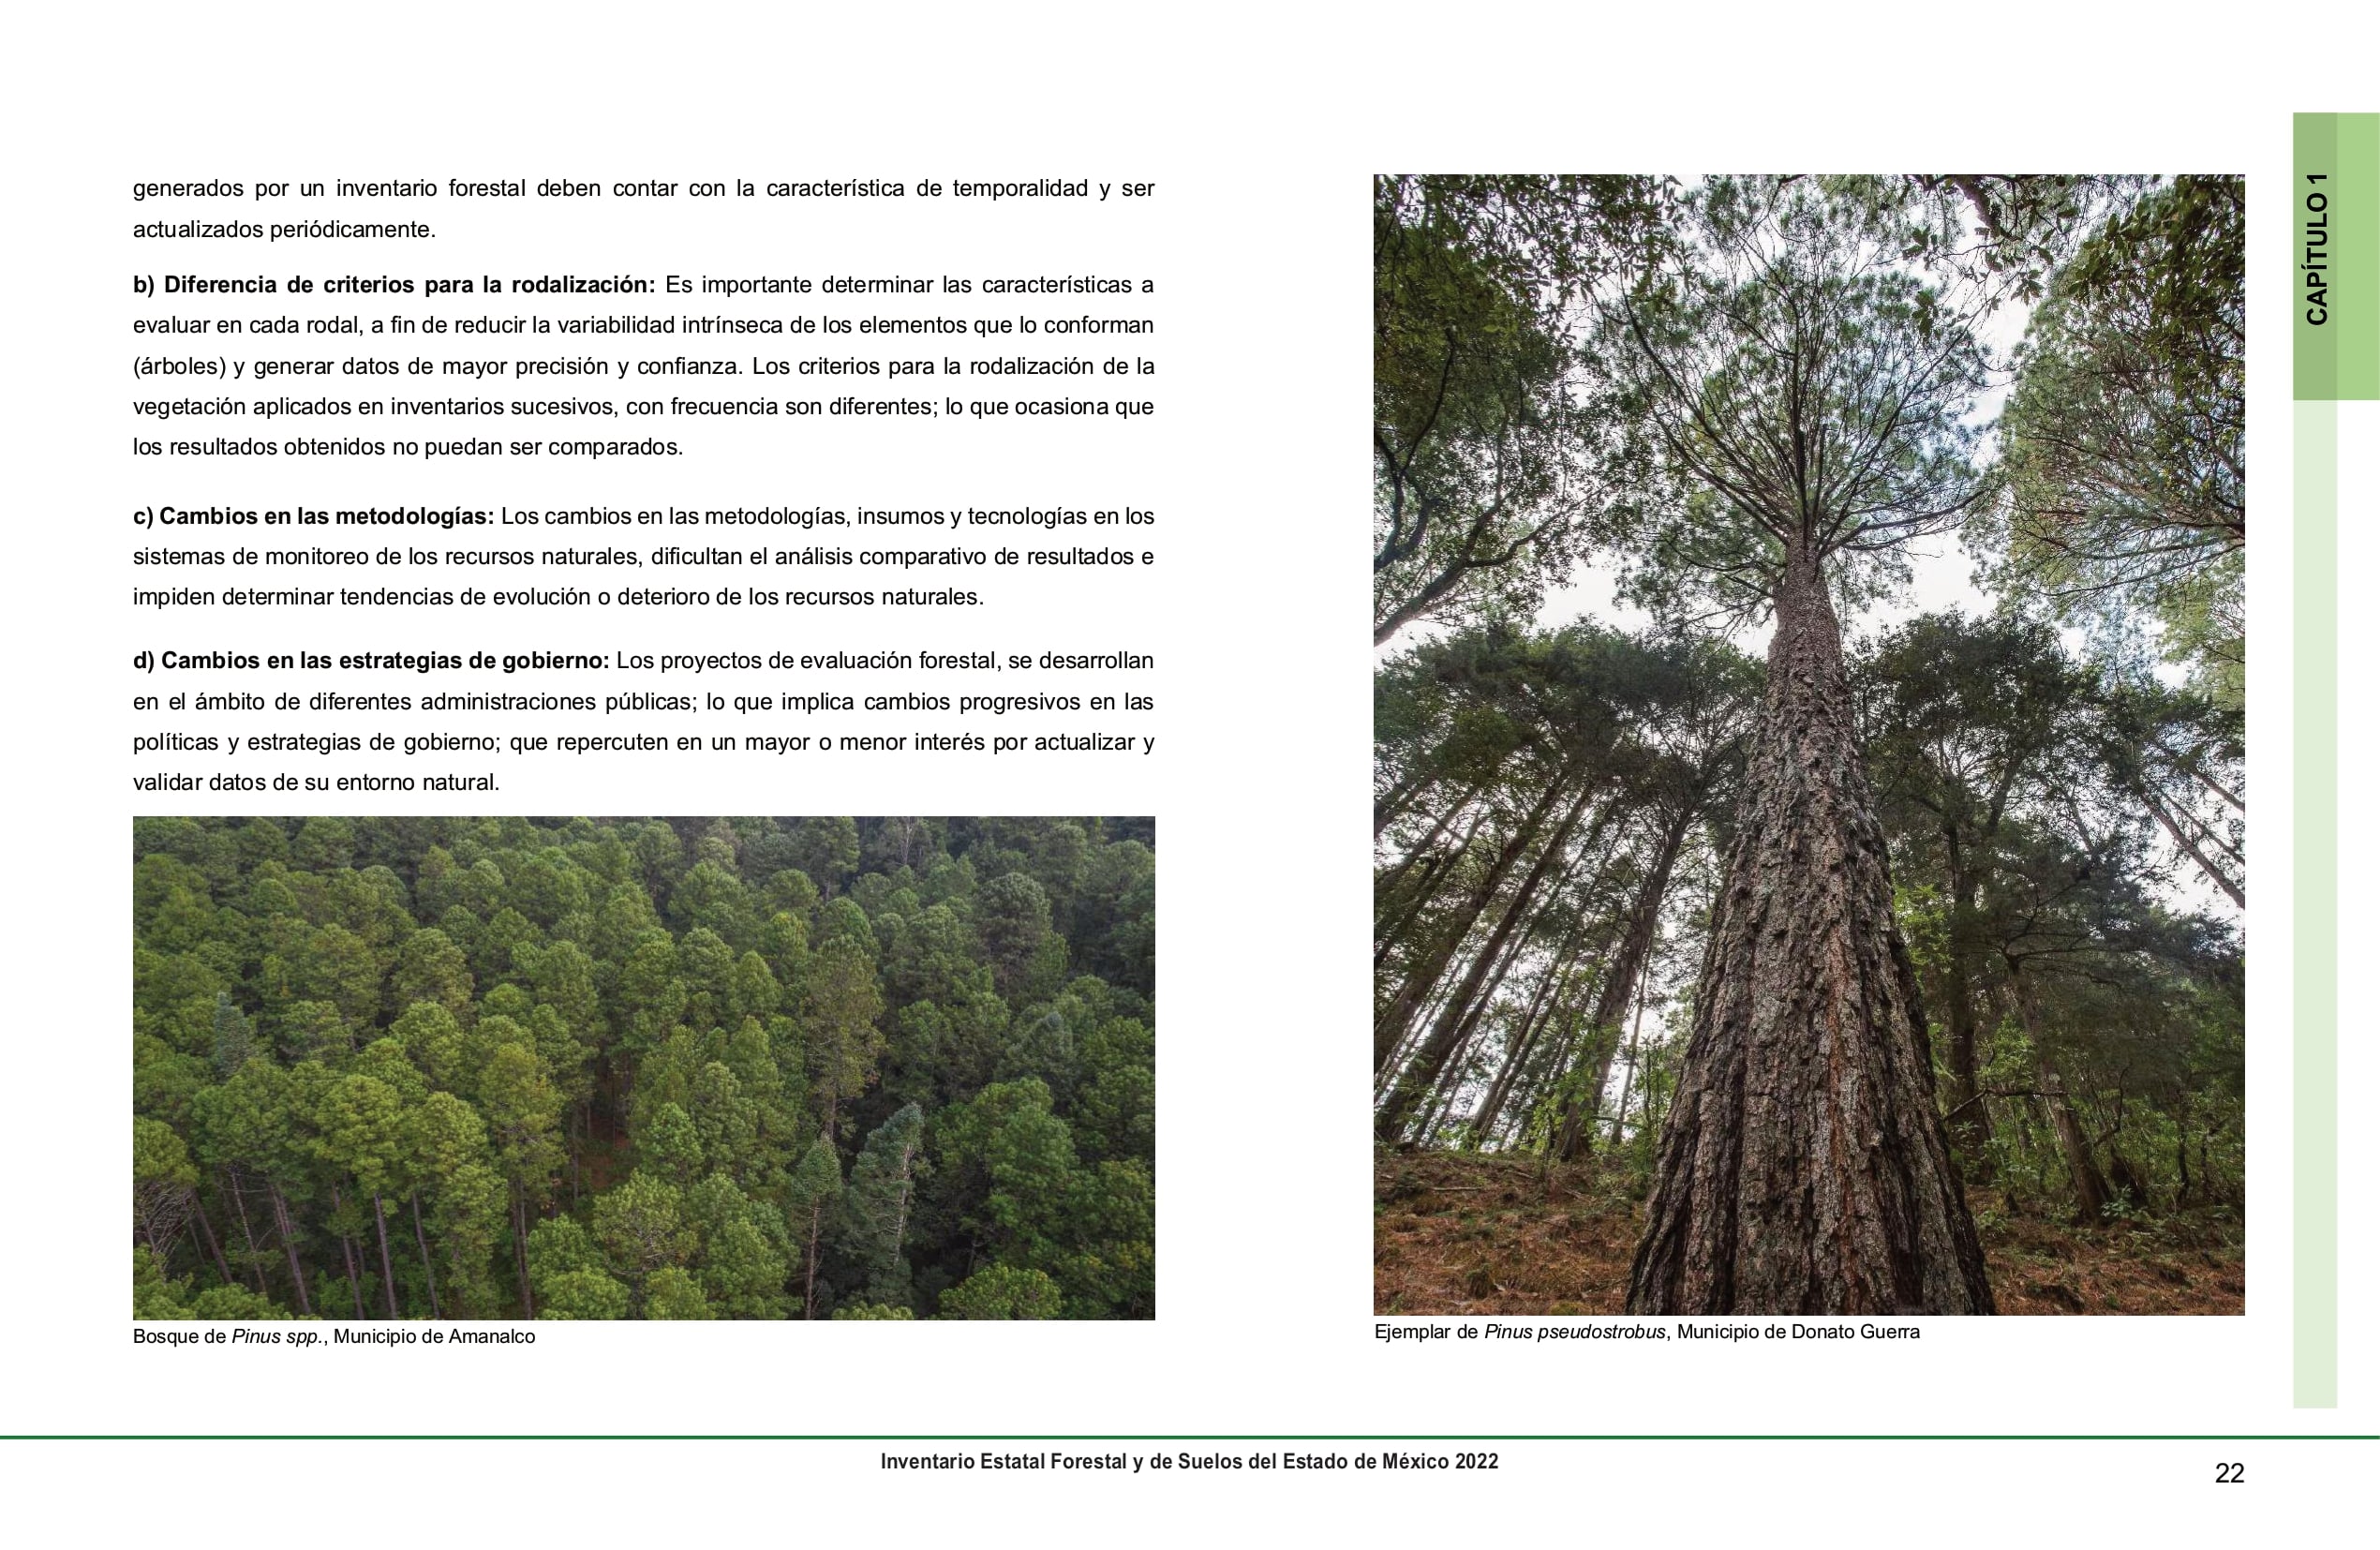 generados por un inventario forestal deben contar con la característica de temporalidad y ser
actualizados periódicamente.
b) Diferencia de criterios para la rodalización: Es importante determinar las características a
evaluar en cada rodal, a fin de reducir la variabilidad intrínseca de los elementos que lo conforman
(árboles) y generar datos de mayor precisión y confianza. Los criterios para la rodalización de la
vegetación aplicados en inventarios sucesivos, con frecuencia son diferentes; lo que ocasiona que
los resultados obtenidos no puedan ser comparados.
c) Cambios en las metodologías: Los cambios en las metodologías, insumos y tecnologías en los
sistemas de monitoreo de los recursos naturales, dificultan el análisis comparativo de resultados e
impiden determinar tendencias de evolución o deterioro de los recursos naturales.
d) Cambios en las estrategias de gobierno: Los proyectos de evaluación forestal, se desarrollan
en el ámbito de diferentes administraciones públicas; lo que implica cambios progresivos en las
políticas y estrategias de gobierno; que repercuten en un mayor o menor interés por actualizar y
validar datos de su entorno natural.
Bosque de Pinus spp., Municipio de Amanalco
Ejemplar de Pinus pseudostrobus, Municipio de Donato Guerra
CAPÍTULO 1
Inventario Estatal Forestal y de Suelos del Estado de México 2022
22